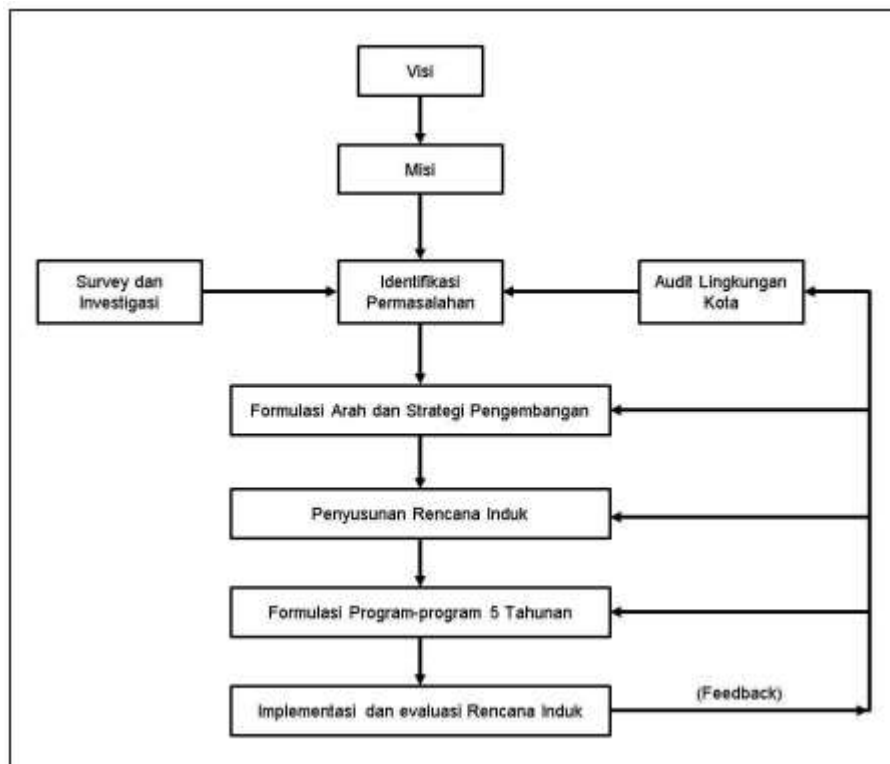 Visi
Misi
Survey dan
Investigasi
Identifikasi
Permasalahan
Audit Lingkungan
Kota
Formulasi Arah dan Strategi Pengembangan
Penyusunan Rencana Induk
Formulasi Program-program 5 Tahunan
Implementasi dan evaluasi Rencana Induk
(Feedback)